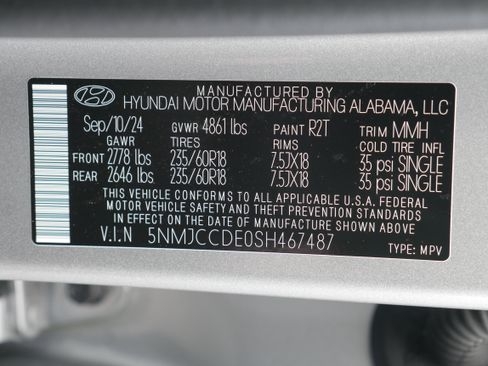 MANUFACTURED BY
HYUNDAI MOTOR MANUFACTURING ALABAMA, LLC
Sep/10/24 GVWR 4861 lbs PAINT R2T TRIM MMH
GAWR TIRES RIMS COLD TIRE INFL
FRONT 2778 lbs 235/60R18 7.5JX18 35 psi SINGLE
REAR 2646 lbs 235/60R18 7.5JX18 35 psi SINGLE
THIS VEHICLE CONFORMS TO ALL APPLICABLE U.S.A FEDERAL
MOTOR VEHICLE SAFETY AND THEFT PREVENTION STANDARDS
IN EFFECT ON THE DATE OF MANUFACTURE SHOWN ABOVE
V.I.N 5NMJCCDE0SH467487 TYPE: MPV